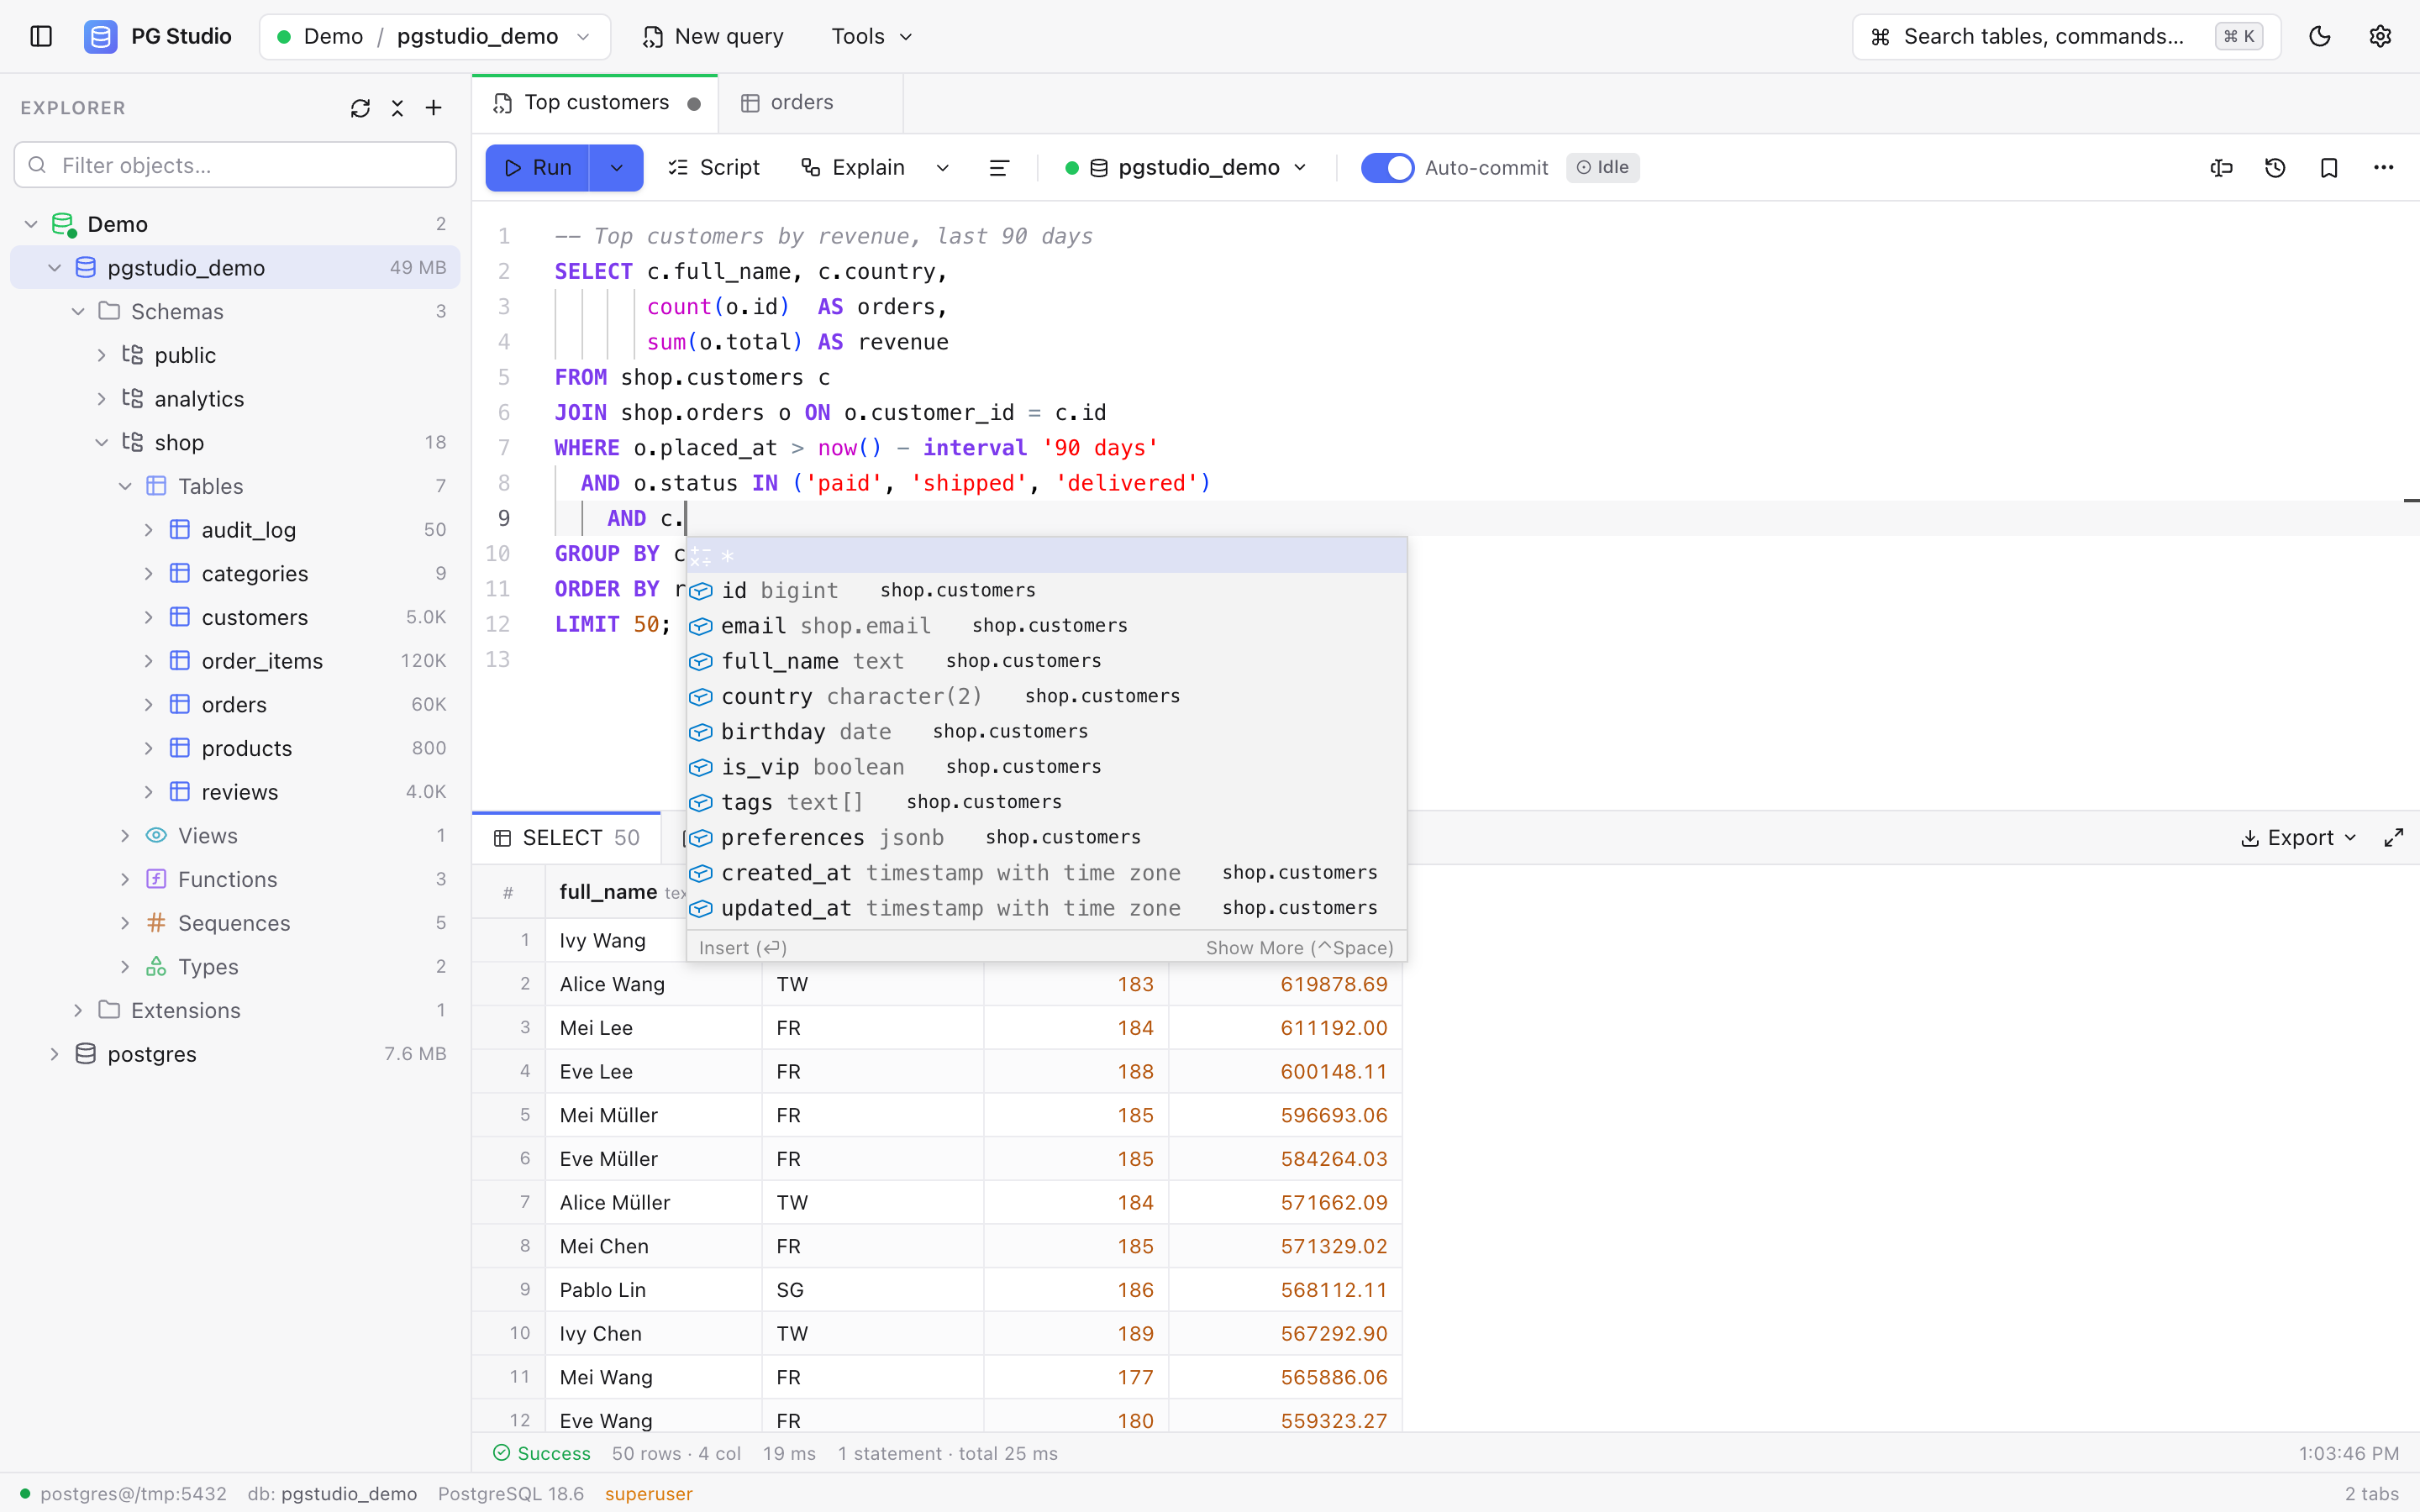 PG Studio
Demo / pgstudio_demo
New query
Tools
Search tables, commands...
⌘ K
EXPLORER
Filter objects...
Demo 2
pgstudio_demo 49 MB
Schemas 3
public
analytics
shop 18
Tables 7
audit_log 50
categories 9
customers 5.0K
order_items 120K
orders 60K
products 800
reviews 4.0K
Views 1
Functions 3
Sequences 5
Types 2
Extensions 1
postgres 7.6 MB
Top customers
orders
Run
Script
Explain
pgstudio_demo
Auto-commit
Idle
1 -- Top customers by revenue, last 90 days
2 SELECT c.full_name, c.country,
3 count(o.id) AS orders,
4 sum(o.total) AS revenue
5 FROM shop.customers c
6 JOIN shop.orders o ON o.customer_id = c.id
7 WHERE o.placed_at > now() - interval '90 days'
8 AND o.status IN ('paid', 'shipped', 'delivered')
9 AND c.
10 GROUP BY c
11 ORDER BY r
12 LIMIT 50;
13
*
id bigint shop.customers
email shop.email shop.customers
full_name text shop.customers
country character(2) shop.customers
birthday date shop.customers
is_vip boolean shop.customers
tags text[] shop.customers
preferences jsonb shop.customers
created_at timestamp with time zone shop.customers
updated_at timestamp with time zone shop.customers
Insert (⏎) Show More (^Space)
SELECT 50
Export
# full_name
1 Ivy Wang
2 Alice Wang TW 183 619878.69
3 Mei Lee FR 184 611192.00
4 Eve Lee FR 188 600148.11
5 Mei Müller FR 185 596693.06
6 Eve Müller FR 185 584264.03
7 Alice Müller TW 184 571662.09
8 Mei Chen FR 185 571329.02
9 Pablo Lin SG 186 568112.11
10 Ivy Chen TW 189 567292.90
11 Mei Wang FR 177 565886.06
12 Eve Wang FR 180 559323.27
Success 50 rows · 4 col 19 ms 1 statement · total 25 ms 1:03:46 PM
postgres@/tmp:5432 db: pgstudio_demo PostgreSQL 18.6 superuser 2 tabs